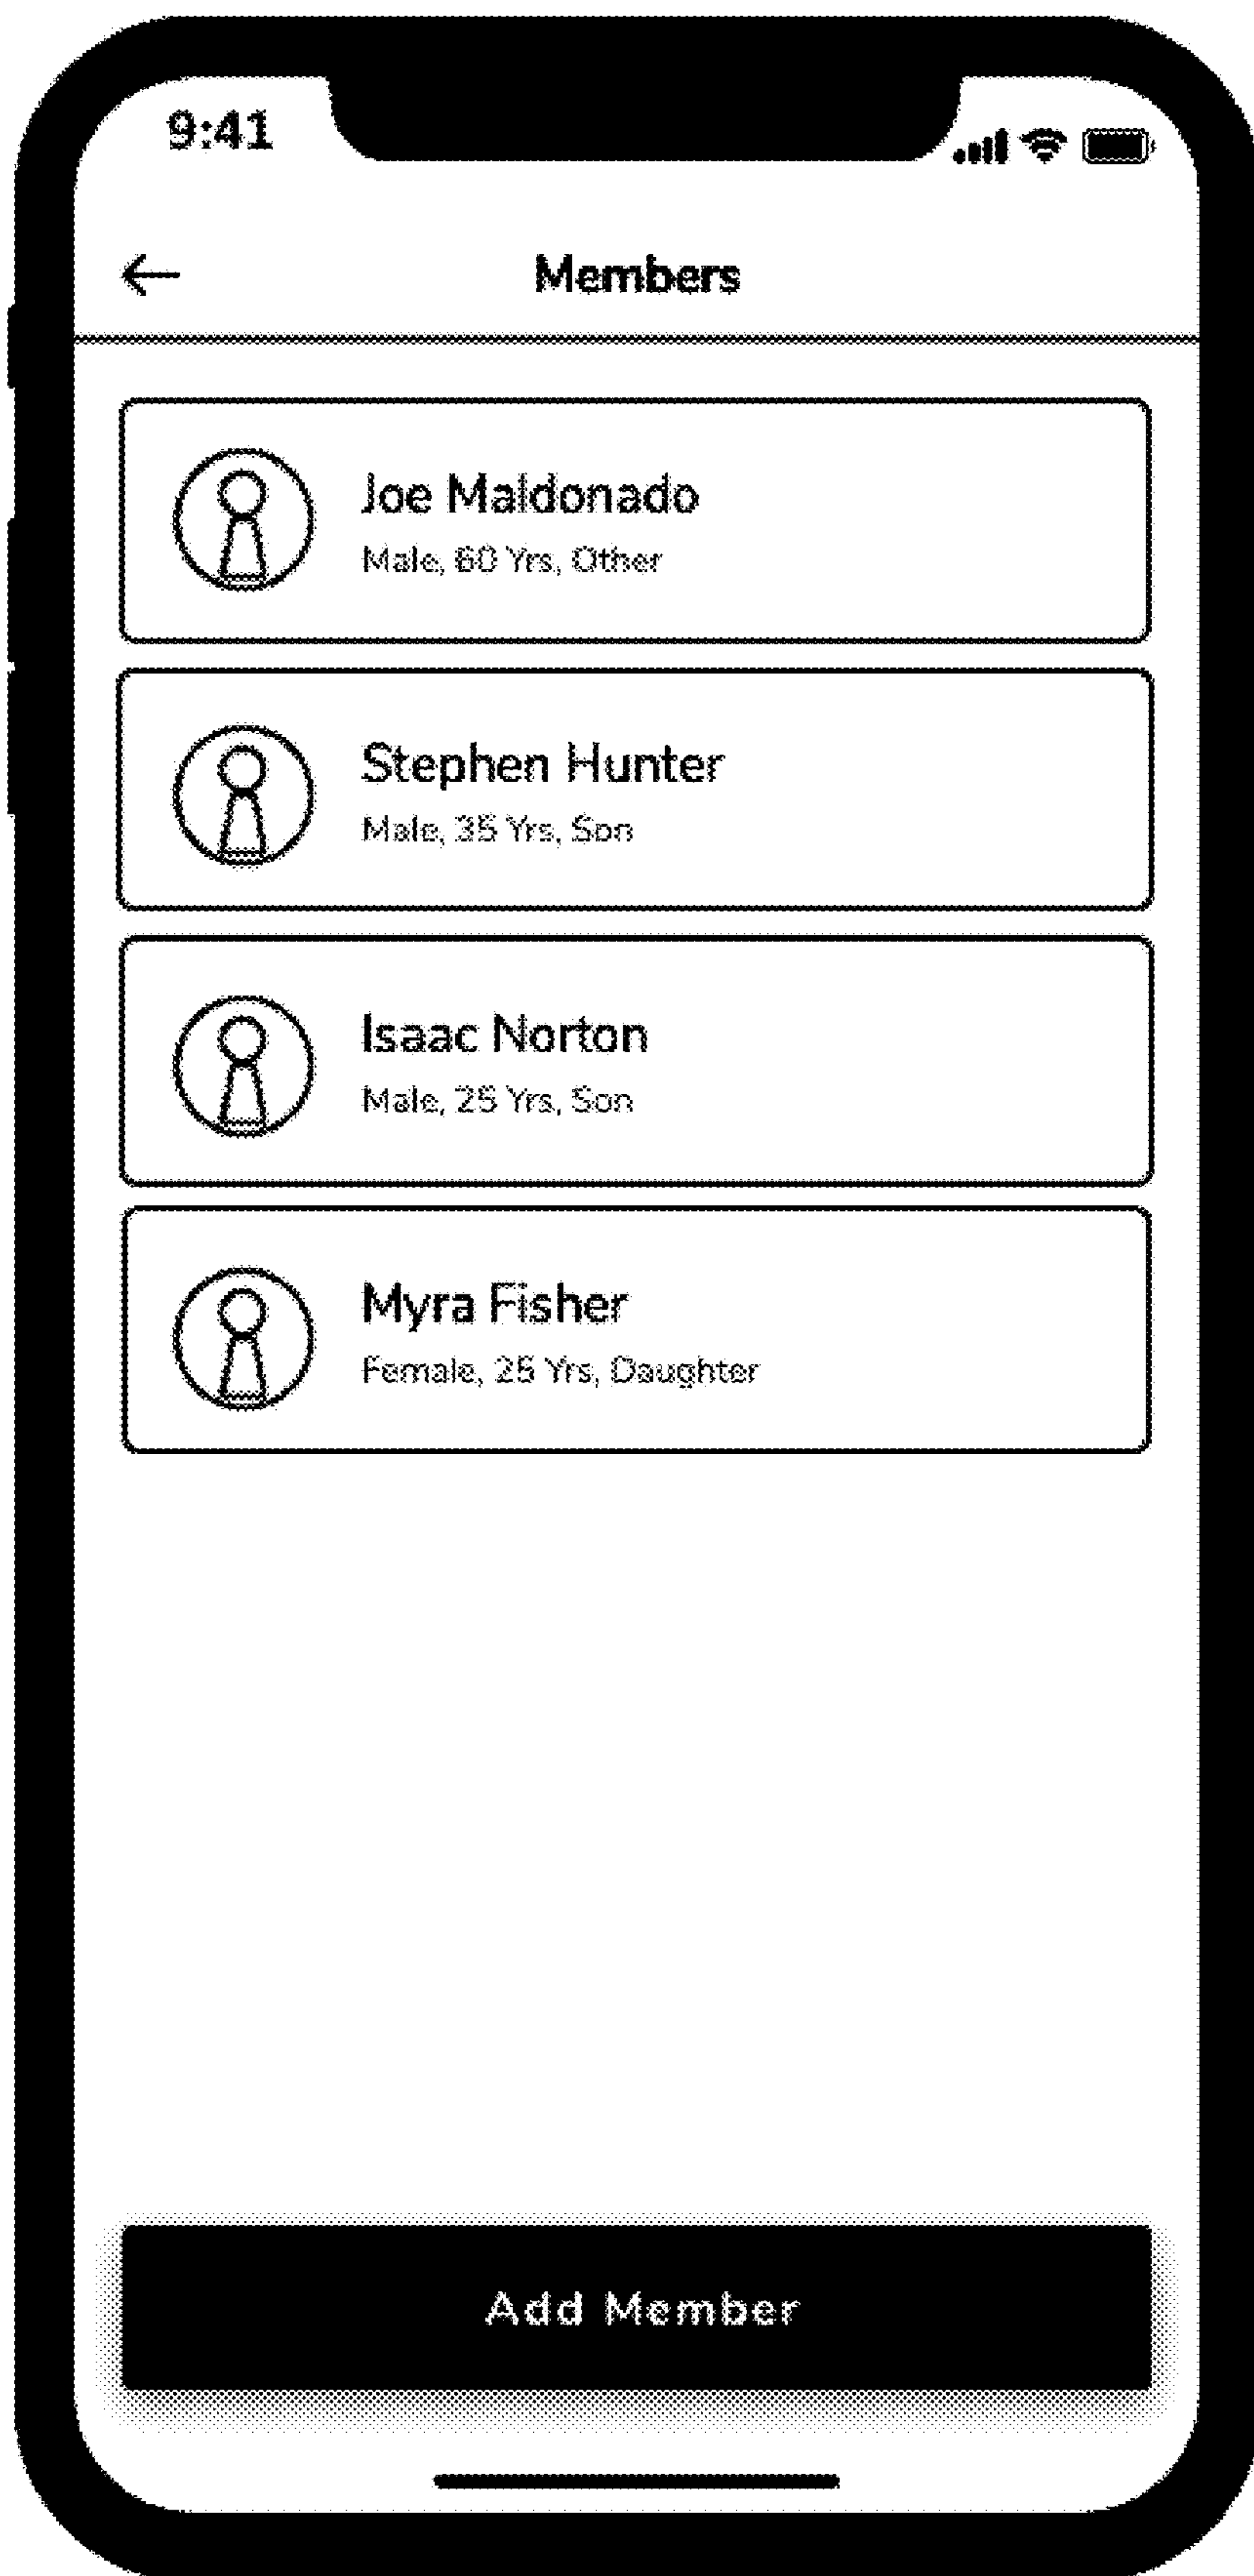 9:41
Members
Joe Maldonado
Male, 60 Yrs, Other
Stephen Hunter
Male, 35 Yrs, Son
Isaac Norton
Male, 25 Yrs, Son
Myra Fisher
Female, 25 Yrs, Daughter
Add Member